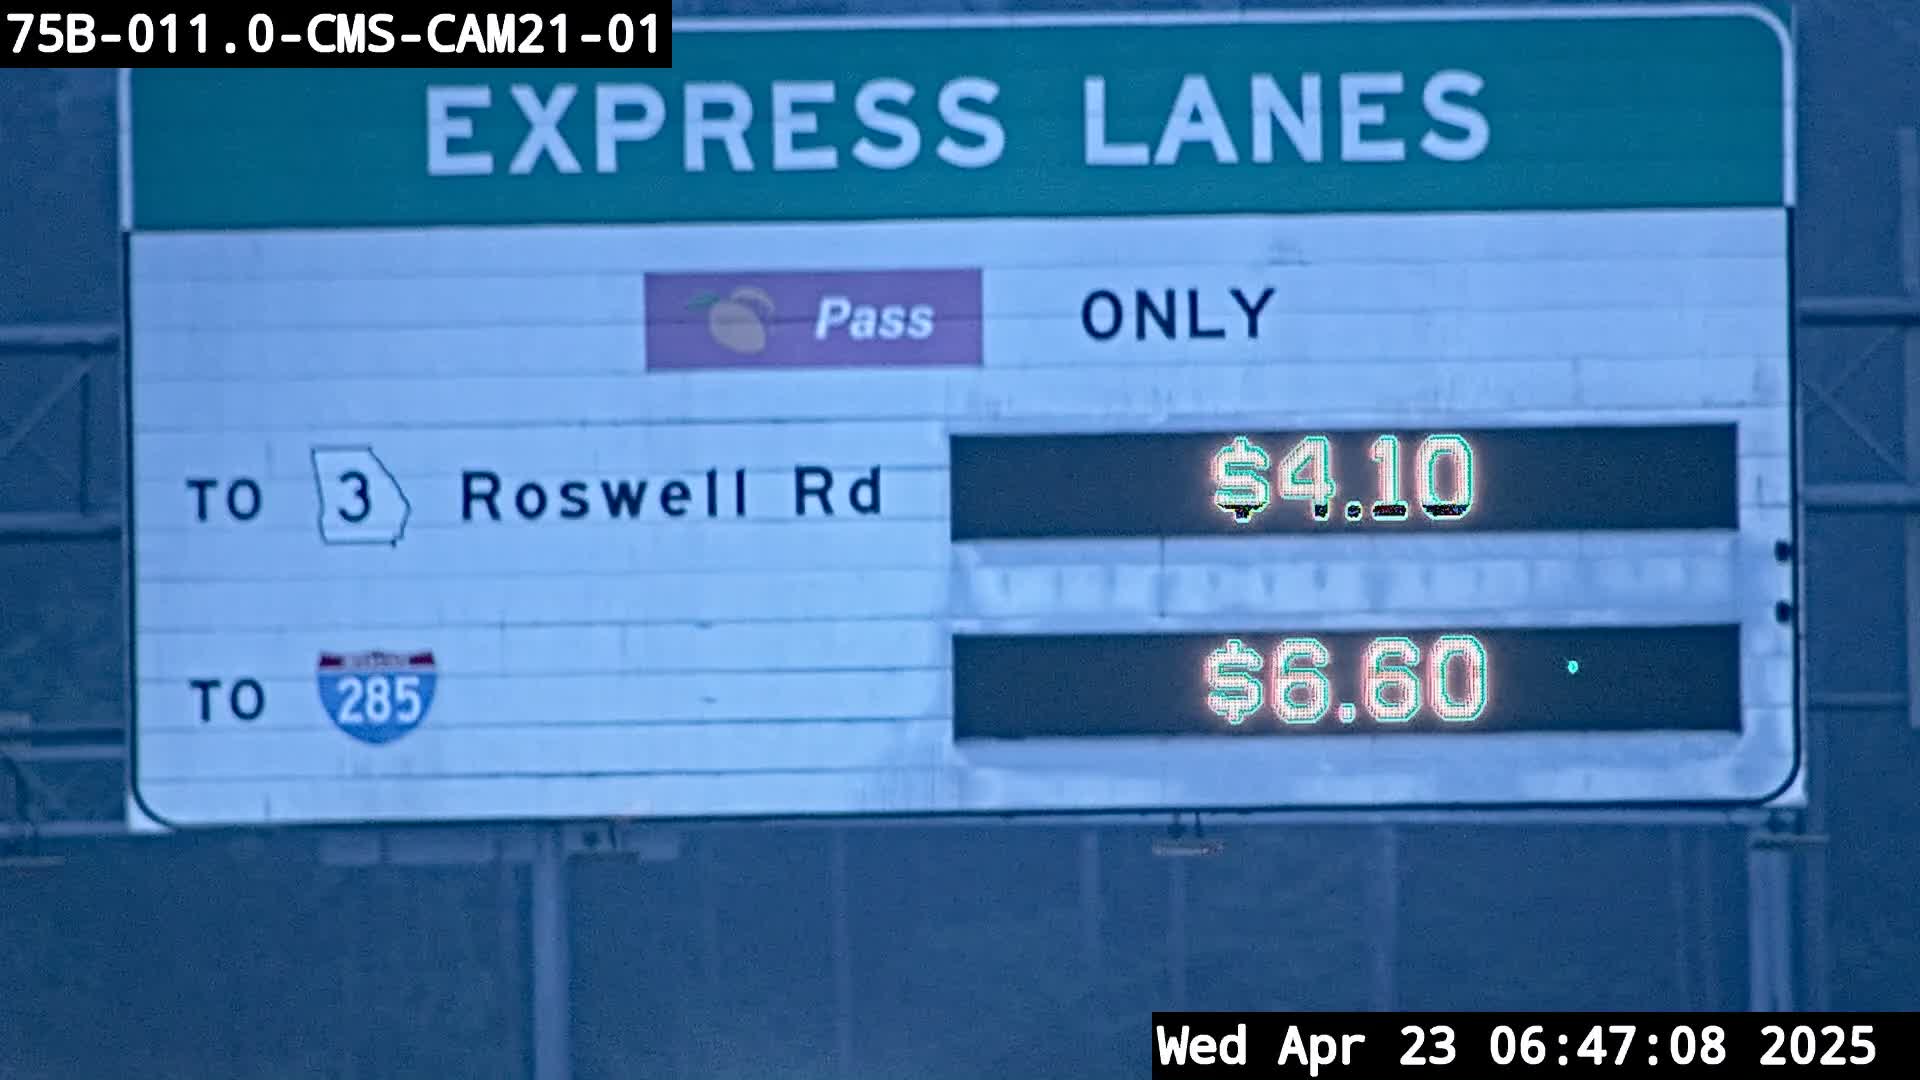 75B-011.0-CMS-CAM21-01
EXPRESS LANES
Pass ONLY
TO 3 Roswell Rd $4.10
TO 285 $6.60
Wed Apr 23 06:47:08 2025